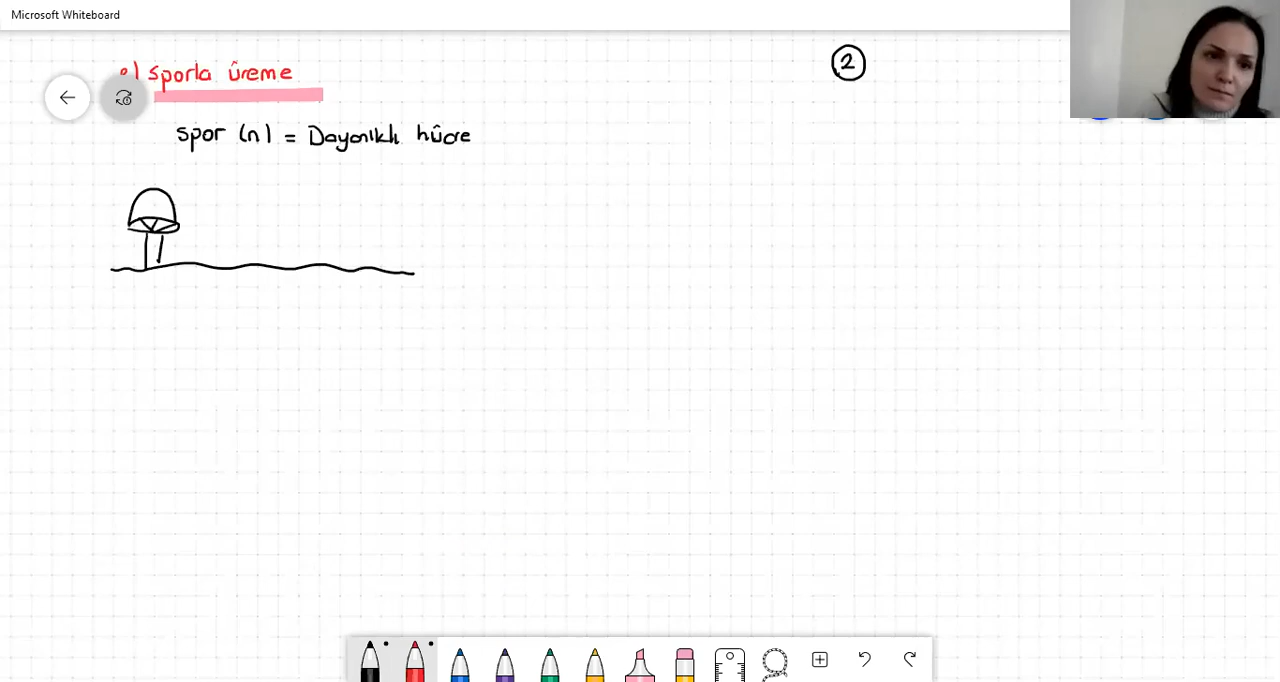 Microsoft Whiteboard
e) sporla üreme
2
spor (n) = Dayanıklı hücre